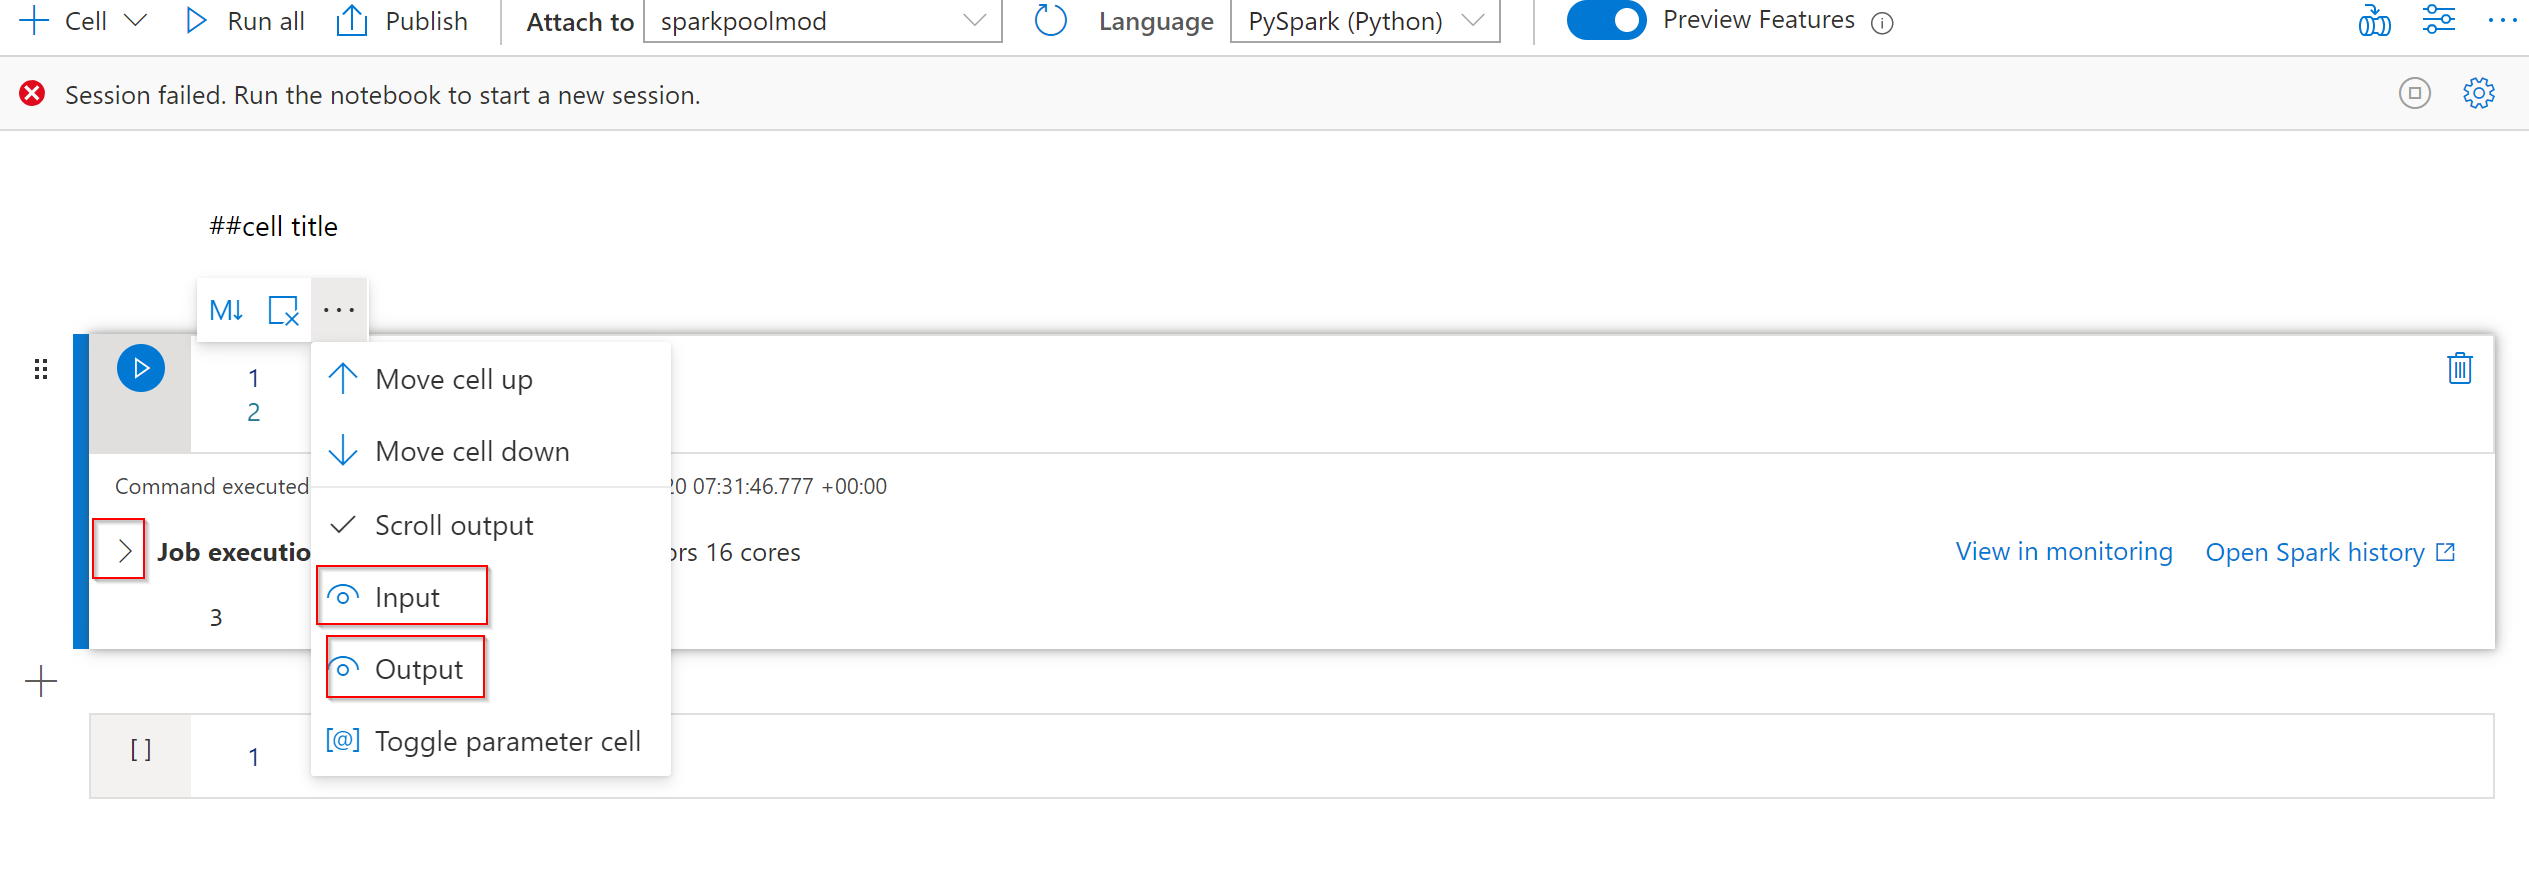 Cell Run all Publish Attach to sparkpoolmod Language PySpark (Python) Preview Features
Session failed. Run the notebook to start a new session.
##cell title
M↓ ...
1
2
Move cell up
Move cell down
Command executed 20 07:31:46.777 +00:00
Scroll output
Job executio ors 16 cores View in monitoring Open Spark history
Input
3
Output
[@] Toggle parameter cell
[ ] 1